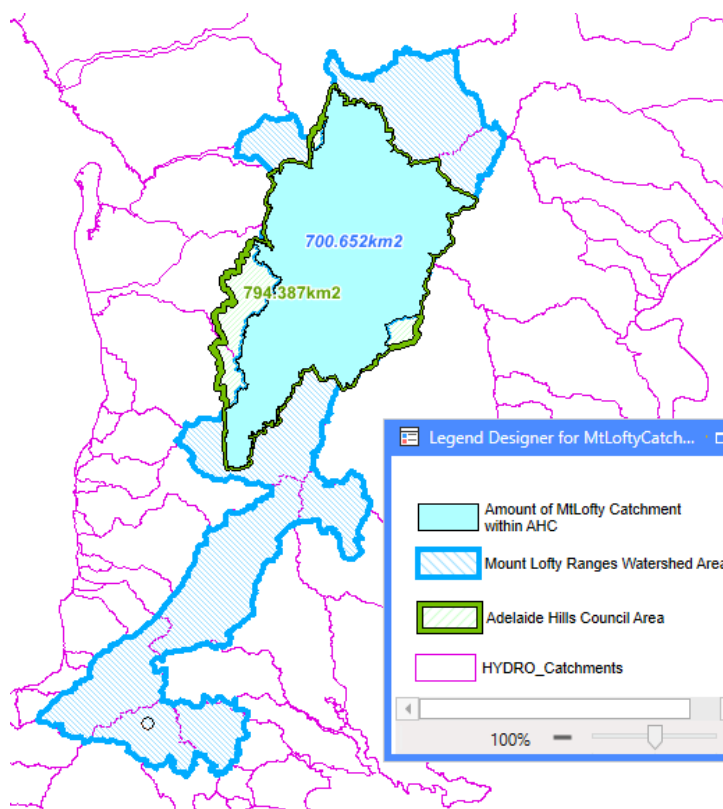 700.652km2
794.387km2
Legend Designer for MtLoftyCatch...
Amount of MtLofty Catchment
within AHC
Mount Lofty Ranges Watershed Area
Adelaide Hills Council Area
HYDRO_Catchments
100%